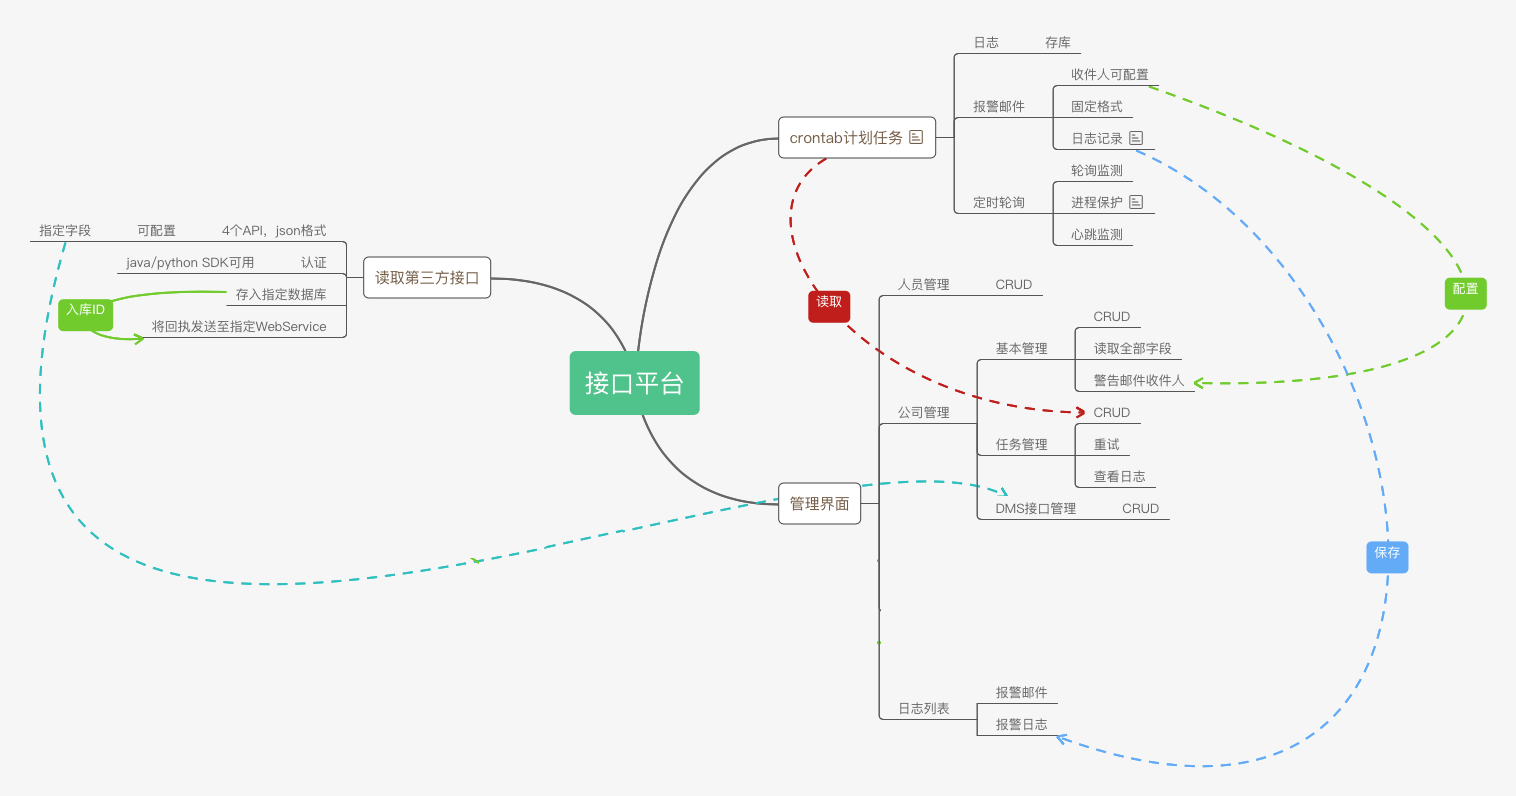 接口平台
crontab计划任务
日志
存库
报警邮件
收件人可配置
固定格式
日志记录
定时轮询
轮询监测
进程保护
心跳监测
读取第三方接口
4个API，json格式
可配置
指定字段
认证
java/python SDK可用
存入指定数据库
将回执发送至指定WebService
入库ID
管理界面
人员管理
CRUD
公司管理
基本管理
CRUD
读取全部字段
警告邮件收件人
任务管理
CRUD
重试
查看日志
DMS接口管理
CRUD
日志列表
报警邮件
报警日志
读取
配置
保存